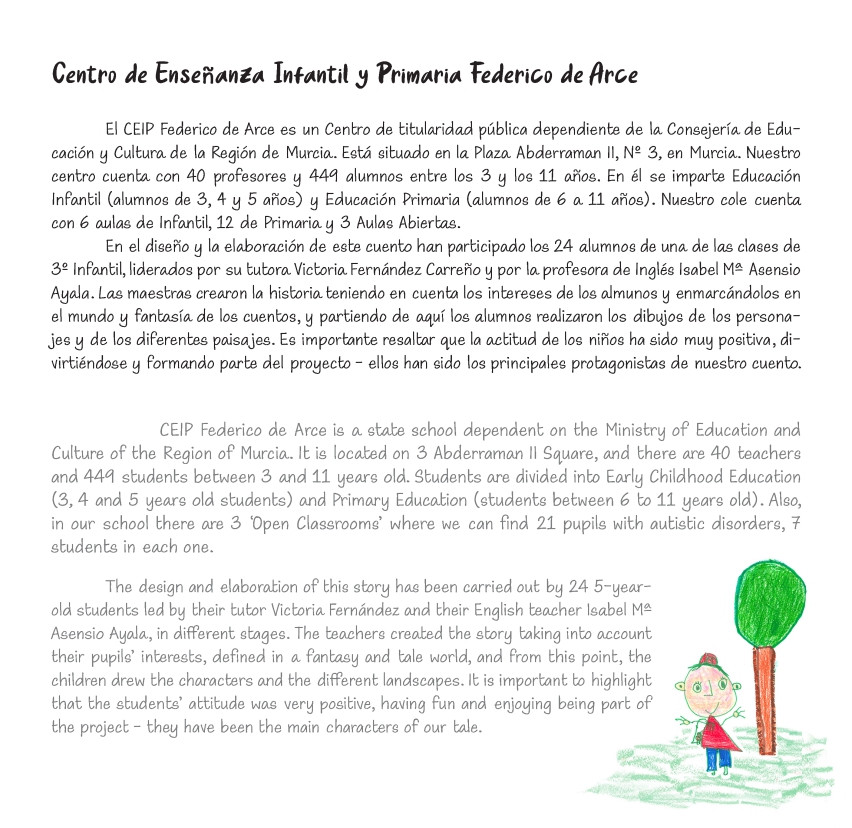 Centro de Enseñanza Infantil y Primaria Federico de Arce
El CEIP Federico de Arce es un Centro de titularidad pública dependiente de la Consejería de Edu-
cación y Cultura de la Región de Murcia. Está situado en la Plaza Abderraman II, Nº 3, en Murcia. Nuestro
centro cuenta con 40 profesores y 449 alumnos entre los 3 y los 11 años. En él se imparte Educación
Infantil (alumnos de 3, 4 y 5 años) y Educación Primaria (alumnos de 6 a 11 años). Nuestro cole cuenta
con 6 aulas de Infantil, 12 de Primaria y 3 Aulas Abiertas.
En el diseño y la elaboración de este cuento han participado los 24 alumnos de una de las clases de
3º Infantil, liderados por su tutora Victoria Fernández Carreño y por la profesora de Inglés Isabel Mª Asensio
Ayala. Las maestras crearon la historia teniendo en cuenta los intereses de los almunos y enmarcándolos en
el mundo y fantasía de los cuentos, y partiendo de aquí los alumnos realizaron los dibujos de los persona-
jes y de los diferentes paisajes. Es importante resaltar que la actitud de los niños ha sido muy positiva, di-
virtiéndose y formando parte del proyecto - ellos han sido los principales protagonistas de nuestro cuento.
CEIP Federico de Arce is a state school dependent on the Ministry of Education and
Culture of the Region of Murcia. It is located on 3 Abderraman II Square, and there are 40 teachers
and 449 students between 3 and 11 years old. Students are divided into Early Childhood Education
(3, 4 and 5 years old students) and Primary Education (students between 6 to 11 years old). Also,
in our school there are 3 'Open Classrooms' where we can find 21 pupils with autistic disorders, 7
students in each one.
The design and elaboration of this story has been carried out by 24 5-year-
old students led by their tutor Victoria Fernández and their English teacher Isabel Mª
Asensio Ayala, in different stages. The teachers created the story taking into account
their pupils' interests, defined in a fantasy and tale world, and from this point, the
children drew the characters and the different landscapes. It is important to highlight
that the students' attitude was very positive, having fun and enjoying being part of
the project - they have been the main characters of our tale.